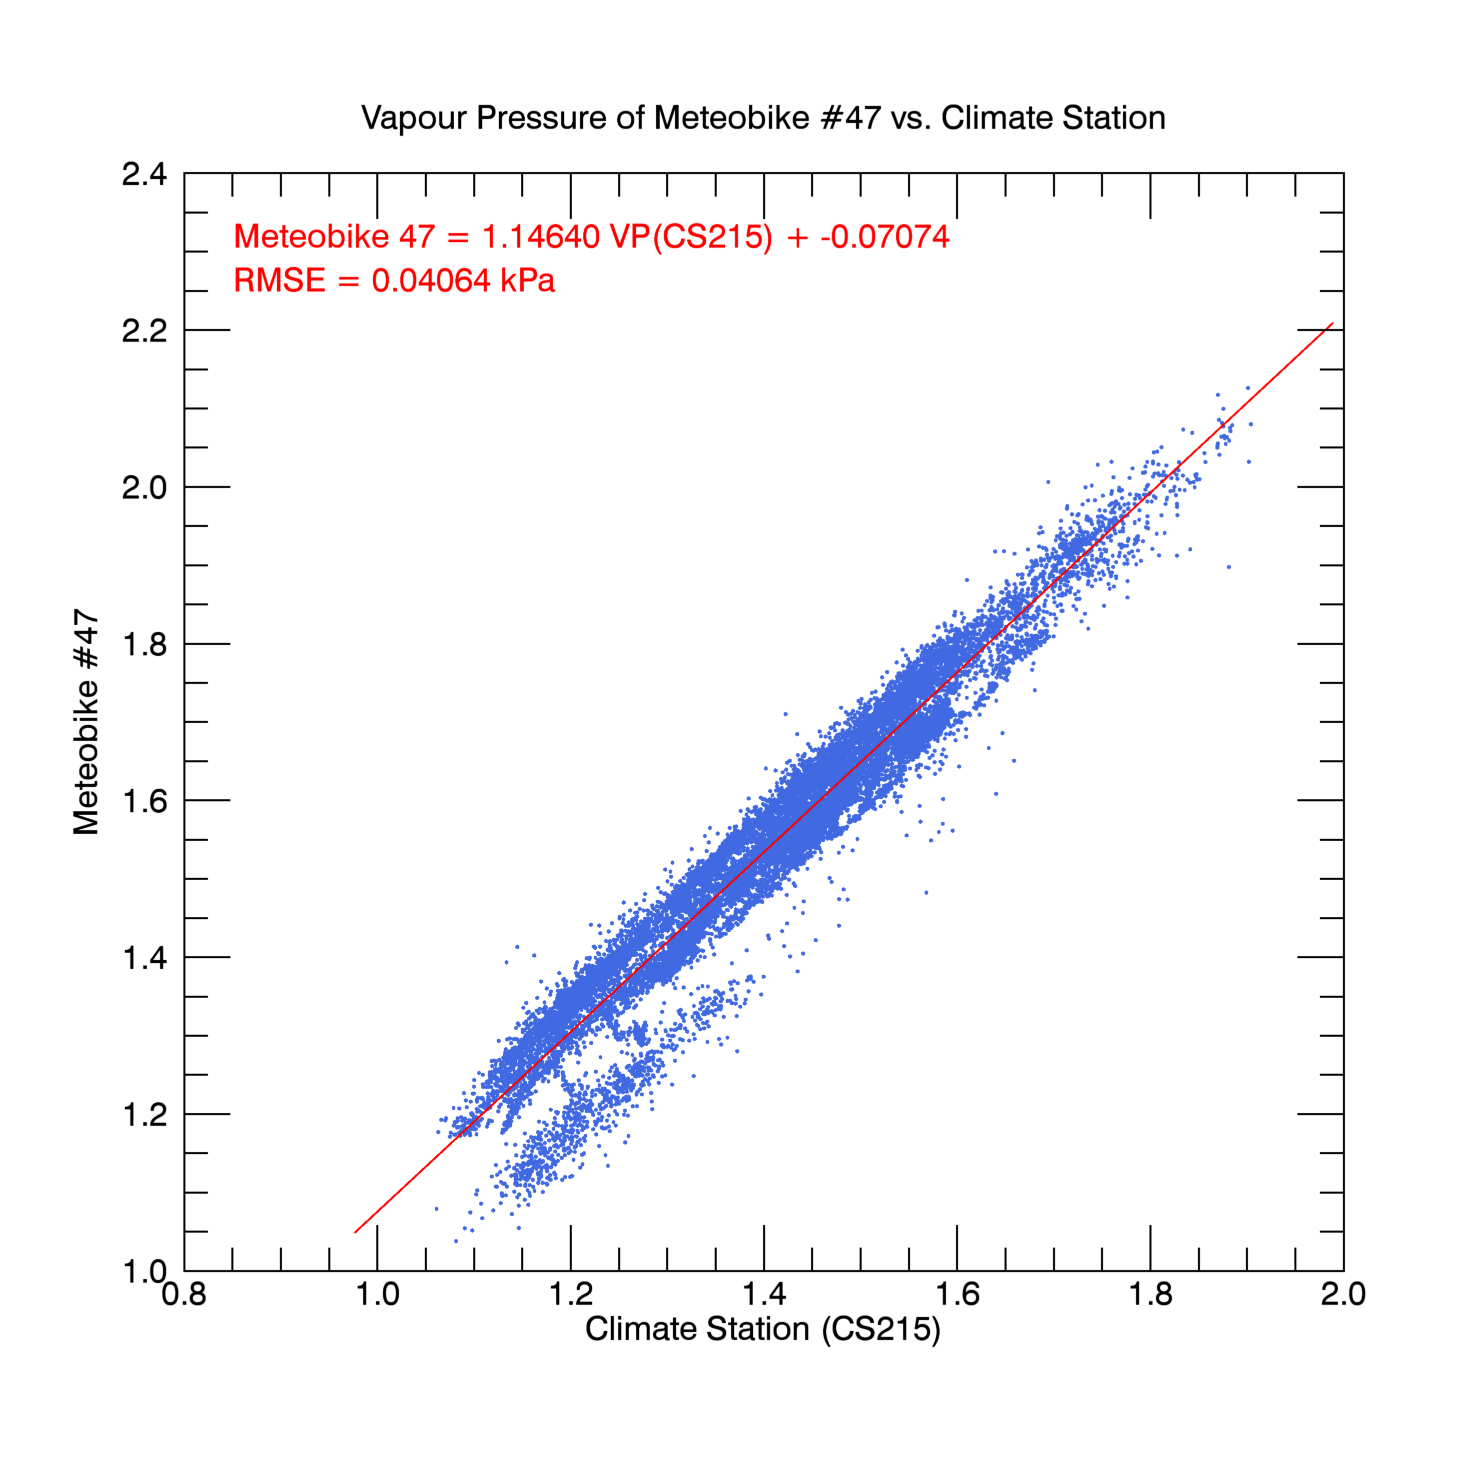 Vapour Pressure of Meteobike #47 vs. Climate Station
2.4
Meteobike 47 = 1.14640 VP(CS215) + -0.07074
RMSE = 0.04064 kPa
2.2
2.0
1.8
Meteobike #47
1.6
1.4
1.2
1.0
0.8 1.0 1.2 1.4 1.6 1.8 2.0
Climate Station (CS215)